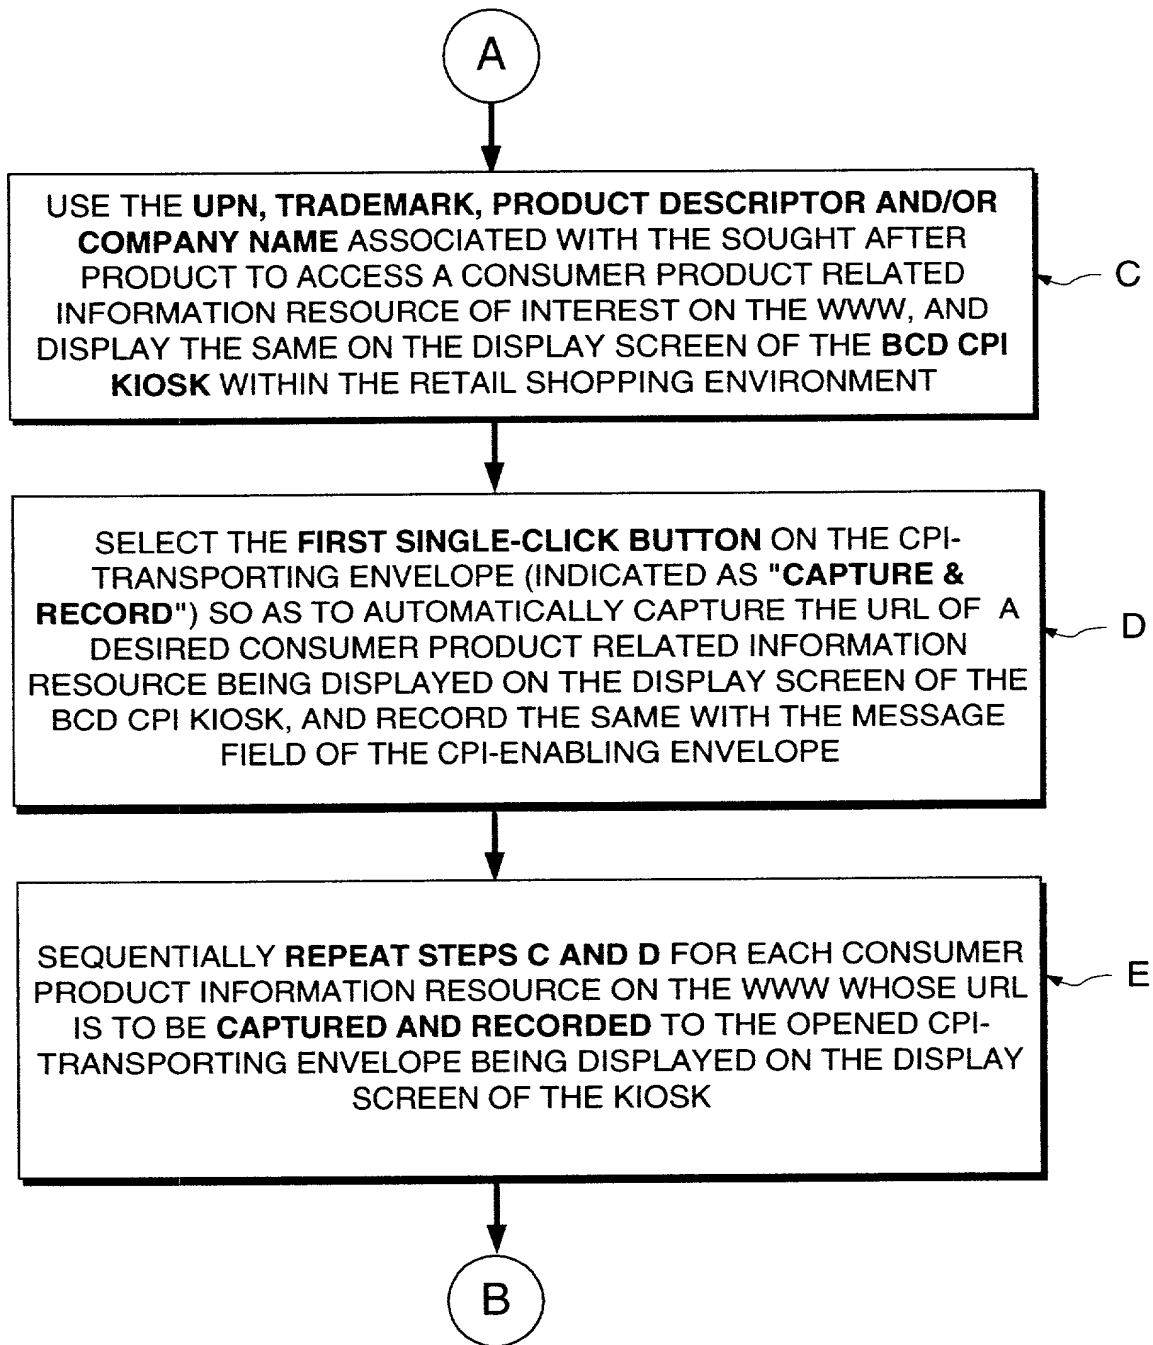 A
USE THE UPN, TRADEMARK, PRODUCT DESCRIPTOR AND/OR
COMPANY NAME ASSOCIATED WITH THE SOUGHT AFTER
PRODUCT TO ACCESS A CONSUMER PRODUCT RELATED
INFORMATION RESOURCE OF INTEREST ON THE WWW, AND
DISPLAY THE SAME ON THE DISPLAY SCREEN OF THE BCD CPI
KIOSK WITHIN THE RETAIL SHOPPING ENVIRONMENT
C
SELECT THE FIRST SINGLE-CLICK BUTTON ON THE CPI-
TRANSPORTING ENVELOPE (INDICATED AS "CAPTURE &
RECORD") SO AS TO AUTOMATICALLY CAPTURE THE URL OF A
DESIRED CONSUMER PRODUCT RELATED INFORMATION
RESOURCE BEING DISPLAYED ON THE DISPLAY SCREEN OF THE
BCD CPI KIOSK, AND RECORD THE SAME WITH THE MESSAGE
FIELD OF THE CPI-ENABLING ENVELOPE
D
SEQUENTIALLY REPEAT STEPS C AND D FOR EACH CONSUMER
PRODUCT INFORMATION RESOURCE ON THE WWW WHOSE URL
IS TO BE CAPTURED AND RECORDED TO THE OPENED CPI-
TRANSPORTING ENVELOPE BEING DISPLAYED ON THE DISPLAY
SCREEN OF THE KIOSK
E
B